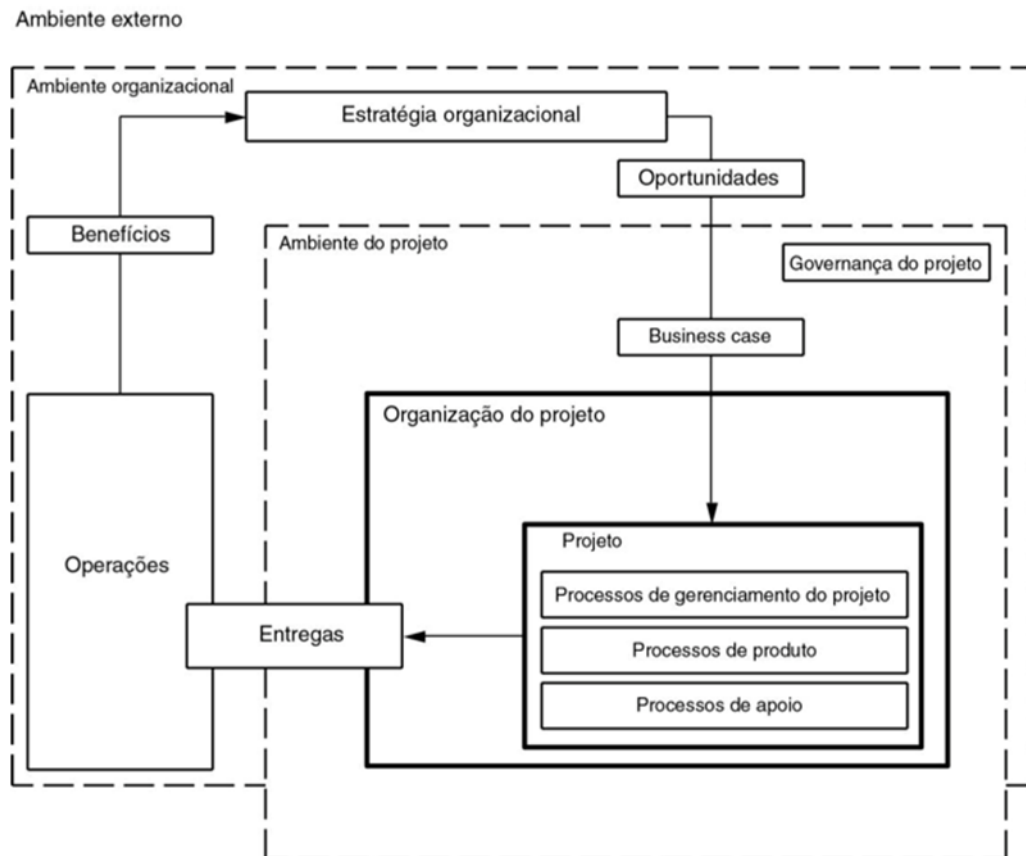 Ambiente externo
Ambiente organizacional
Estratégia organizacional
Oportunidades
Benefícios
Ambiente do projeto
Governança do projeto
Business case
Organização do projeto
Projeto
Operações
Processos de gerenciamento do projeto
Entregas
Processos de produto
Processos de apoio